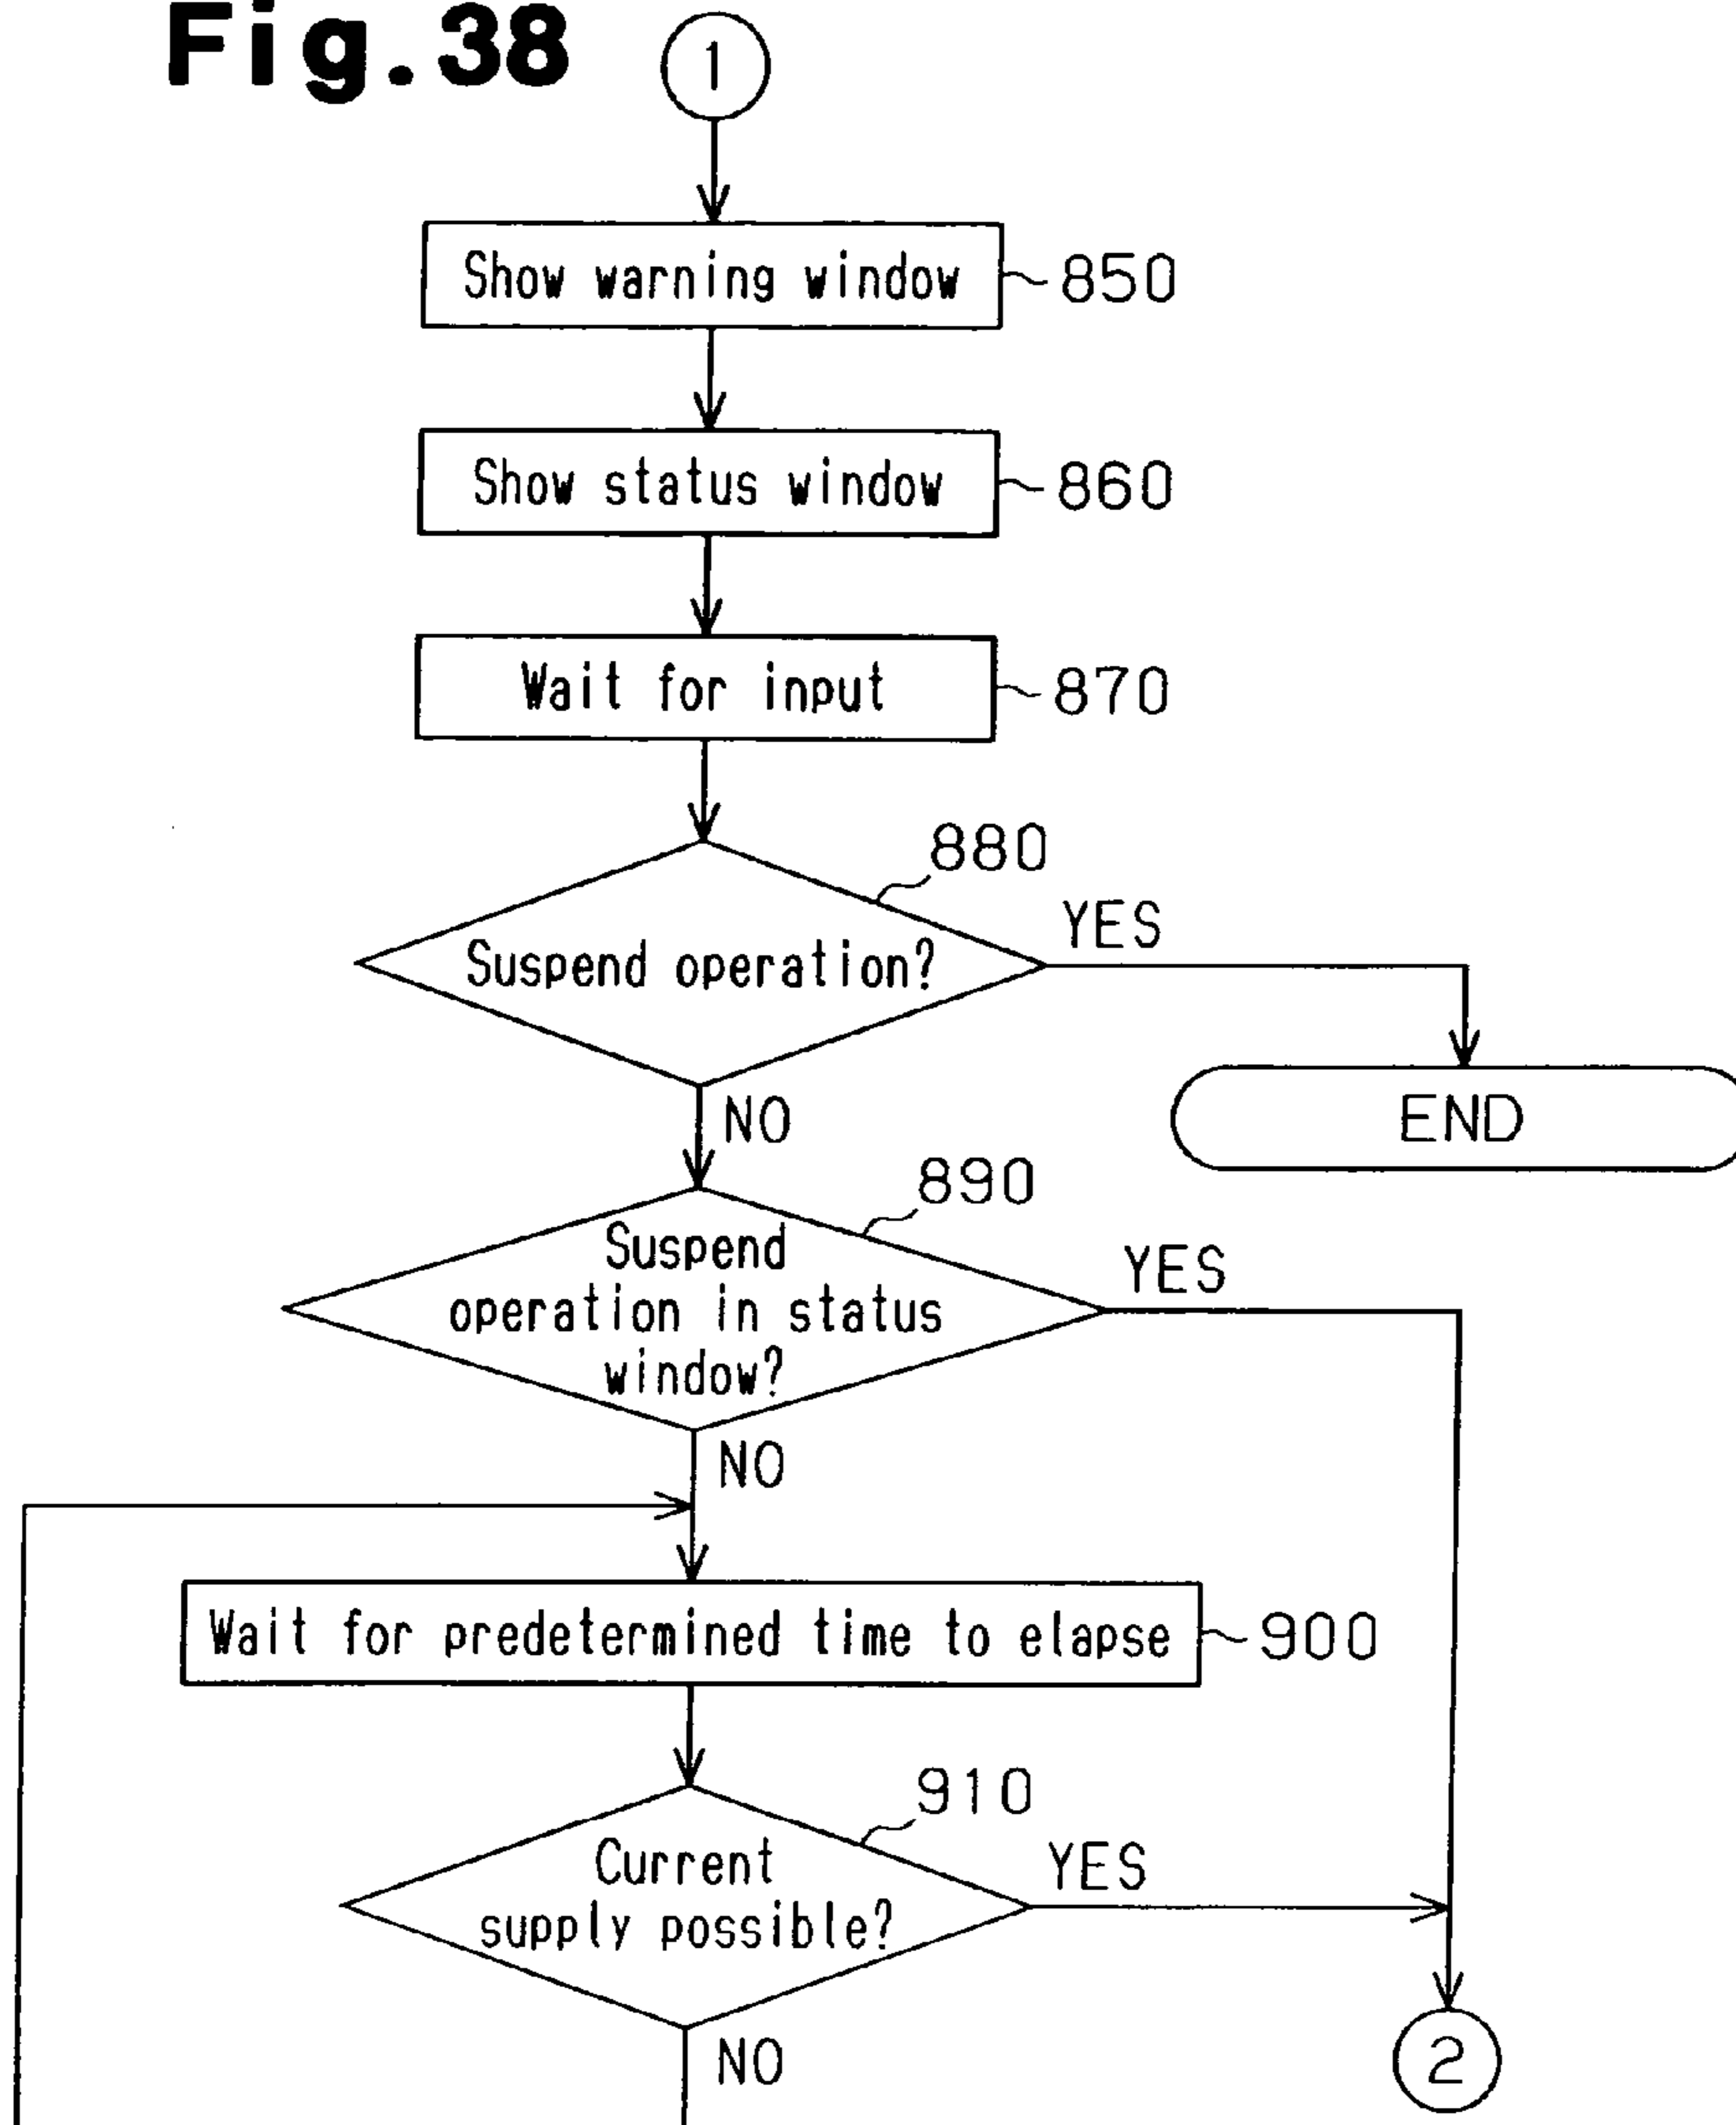 Fig.38
1
Show warning window
850
Show status window
860
Wait for input
870
880
Suspend operation?
YES
END
NO
890
Suspend
operation in status
window?
YES
NO
Wait for predetermined time to elapse
900
910
Current
supply possible?
YES
NO
2